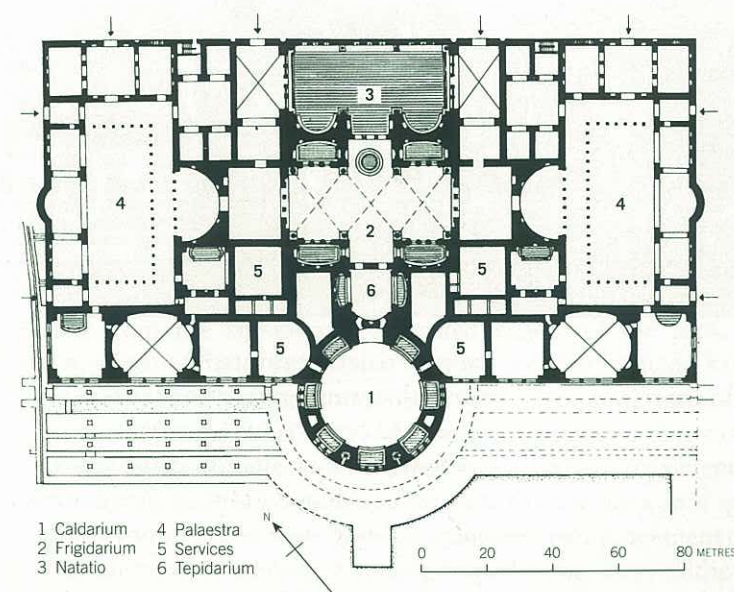 3
4
4
2
5
5
6
5
5
1
1 Caldarium
2 Frigidarium
3 Natatio
4 Palaestra
5 Services
6 Tepidarium
N
0 20 40 60 80 METRES